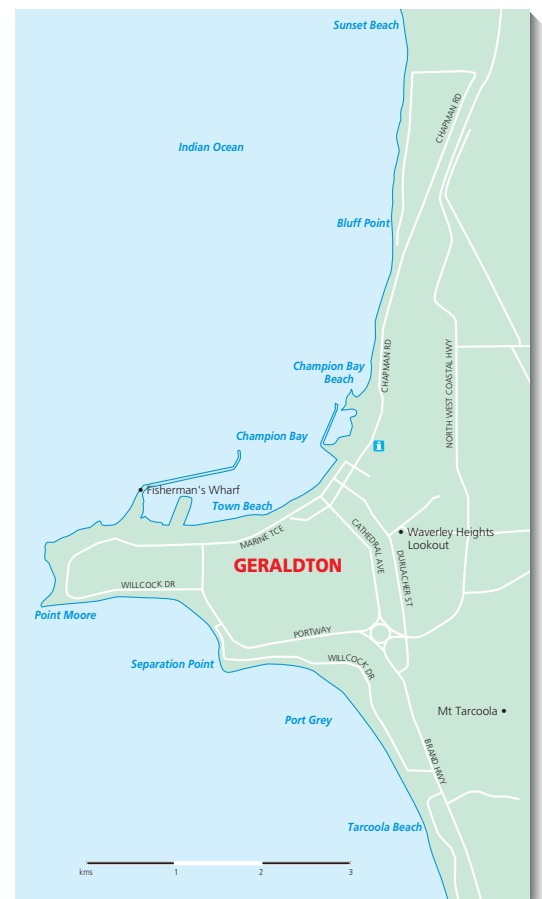 Sunset Beach
CHAPMAN RD
Indian Ocean
Bluff Point
CHAPMAN RD
NORTH WEST COASTAL HWY
Champion Bay
Beach
Champion Bay
i
Fisherman's Wharf
Town Beach
MARINE TCE
CATHEDRAL AVE
Waverley Heights
Lookout
DURLACHER ST
GERALDTON
WILLCOCK DR
Point Moore
PORTWAY
Separation Point
WILLCOCK DR
Port Grey
Mt Tarcoola
BRAND HWY
Tarcoola Beach
kms 1 2 3